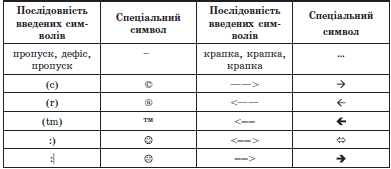 Послідовність введених сим- волів | Спеціальний символ | Послідовність введених сим- волів | Спеціальний символ
пропуск, дефіс, пропуск | – | крапка, крапка, крапка | …
(c) | © | ——> | →
(r) | ® | <—— | ←
(tm) | ™ | <== | 🡸
:) | ☺ | <==> | ⇔
:| | 😐 | ==> | 🡺